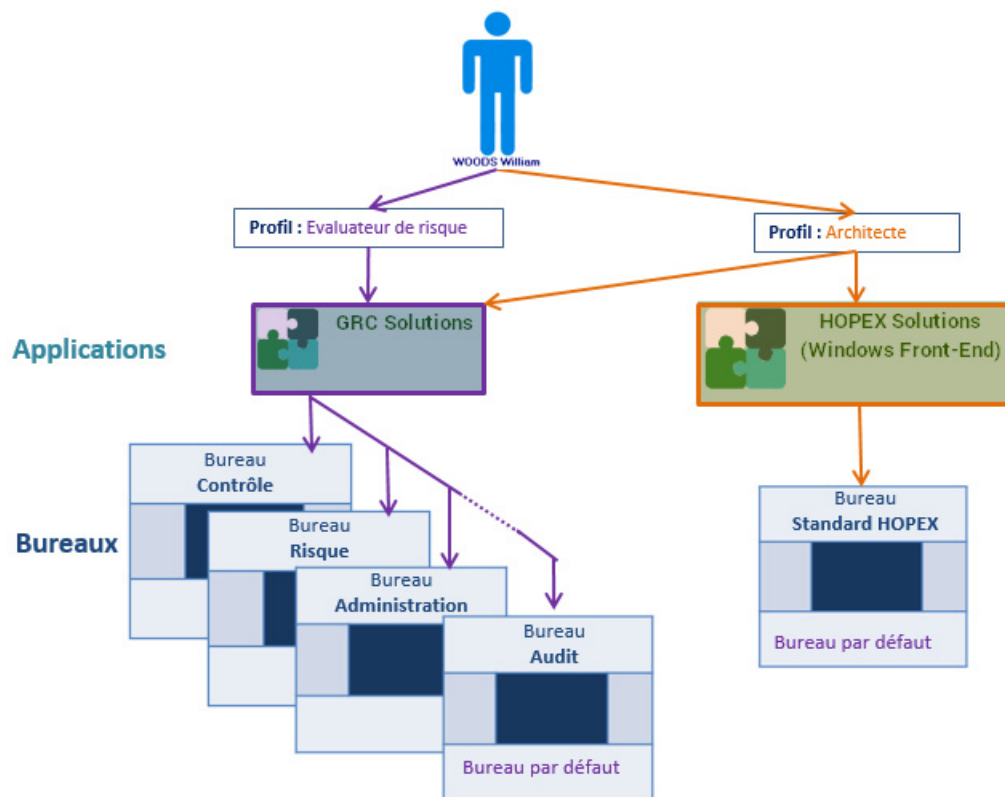 WOODS William
Profil : Evaluateur de risque
Profil : Architecte
Applications
GRC Solutions
HOPEX Solutions
(Windows Front-End)
Bureaux
Bureau
Contrôle
Bureau
Risque
Bureau
Administration
Bureau
Audit
Bureau par défaut
Bureau
Standard HOPEX
Bureau par défaut